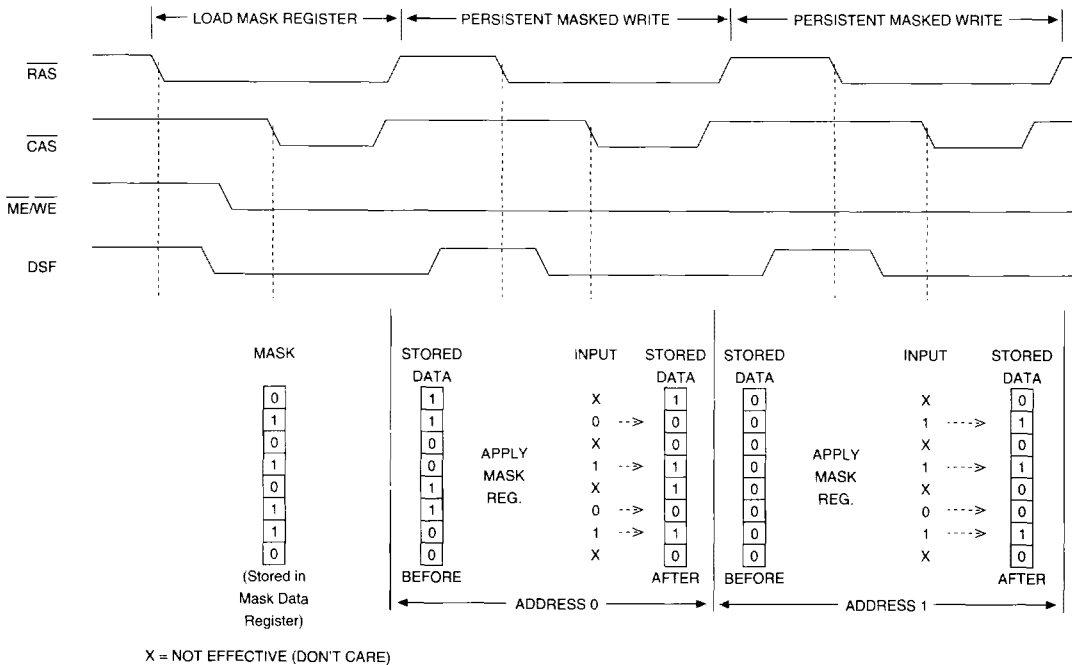 LOAD MASK REGISTER PERSISTENT MASKED WRITE PERSISTENT MASKED WRITE
RAS
CAS
ME/WE
DSF
MASK STORED DATA INPUT STORED DATA STORED DATA INPUT STORED DATA
0 1 X 1 0 X 0
1 1 0 0 0 1 1
0 0 X 0 0 X 0
1 0 APPLY MASK REG. 1 1 0 APPLY MASK REG. 1 1
0 1 X 1 0 X 0
1 1 0 0 0 0 0
1 0 1 1 0 1 1
0 0 X 0 0 X 0
(Stored in Mask Data Register) BEFORE AFTER BEFORE AFTER
ADDRESS 0 ADDRESS 1
X = NOT EFFECTIVE (DON'T CARE)